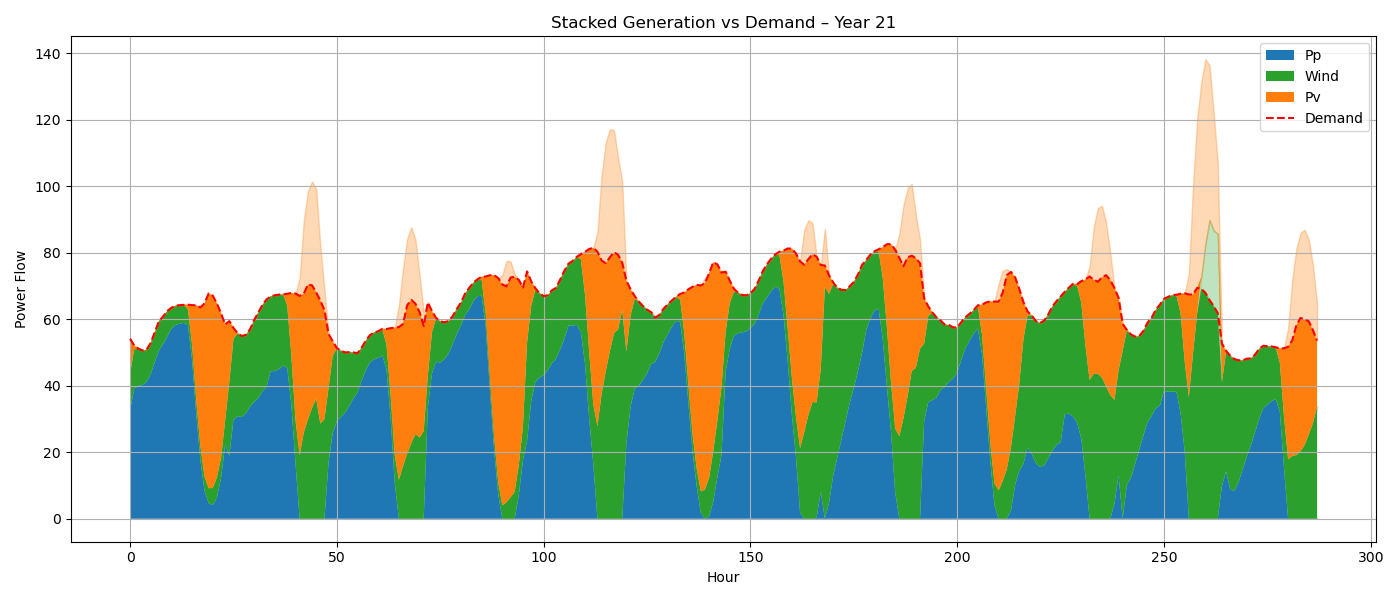 Stacked Generation vs Demand – Year 21
Power Flow
140
120
100
80
60
40
20
0
0 50 100 150 200 250 300
Hour
Pp
Wind
Pv
Demand